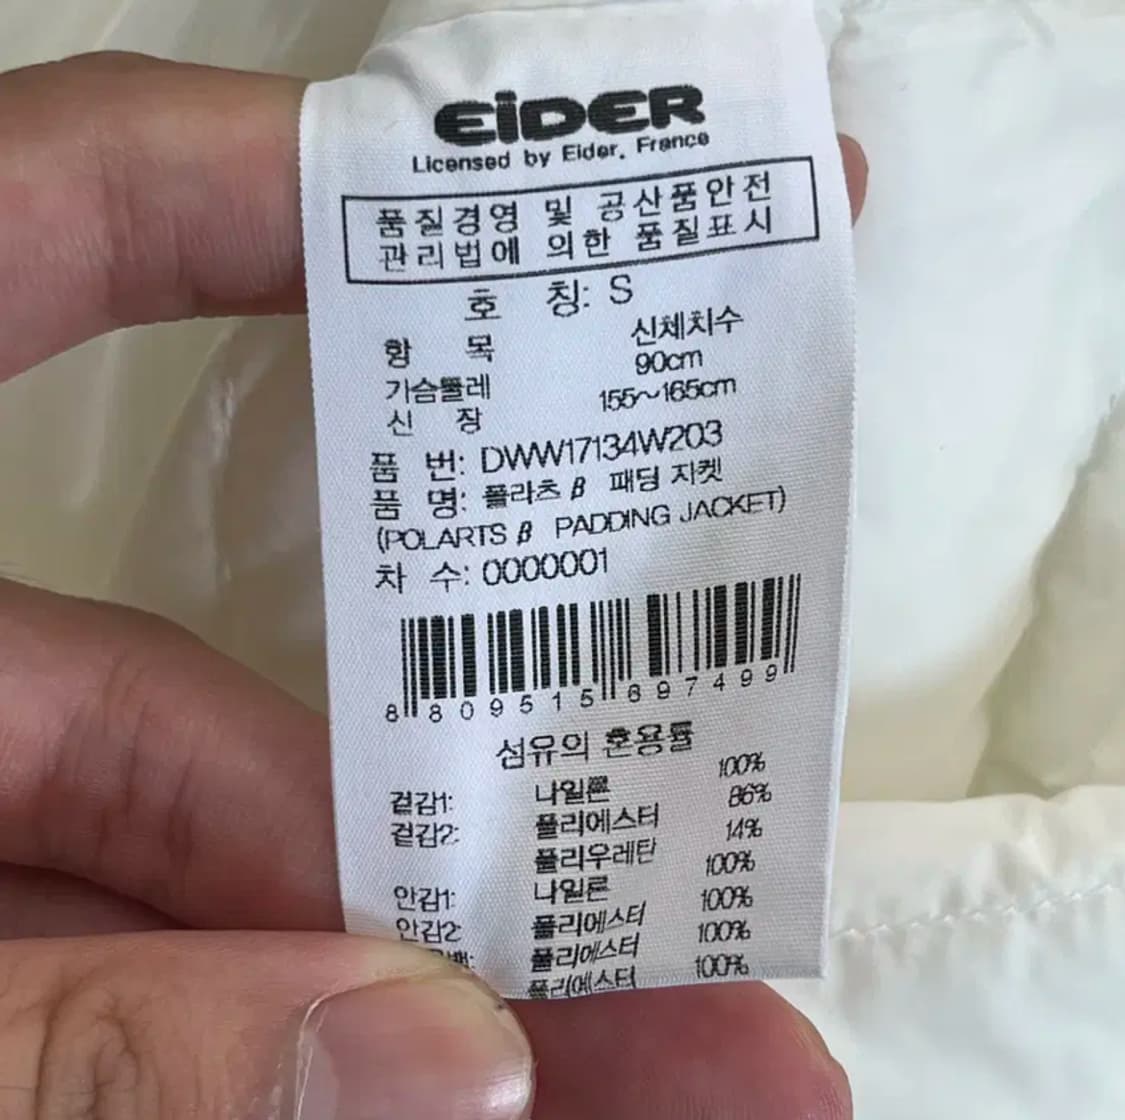 EiDER
Licensed by Eider. France
품질경영 및 공산품안전
관리법에 의한 품질표시
호 칭: S
항 목 신체치수
가슴둘레 90cm
신 장 155~165cm
품 번: DWW17134W203
품 명: 폴라츠 β 패딩 자켓
(POLARTS β PADDING JACKET)
차 수: 0000001
8 809515 697499
섬유의 혼용률
겉감1: 나일론 100%
겉감2: 폴리에스터 86%
폴리우레탄 14%
안감1: 나일론 100%
안감2: 폴리에스터 100%
폴리에스터 100%
폴리에스터 100%